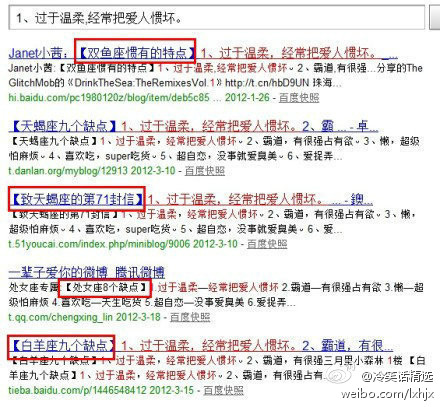 1、过于温柔,经常把爱人惯坏。
Janet小茜：【双鱼座惯有的特点】1、过于温柔，经常把爱人惯坏。_...
Janet小茜:【双鱼座惯有的特点】1、过于温柔,经常把爱人惯坏。2、霸道,有很强...分享的The
GlitchMob的《DrinkTheSea:TheRemixesVol.1》http://t.cn/hbD9UN 珠海...
hi.baidu.com/pc1980120z/blog/item/deb5c85 ... 2012-1-26 - 百度快照
【天蝎座九个缺点】1、过于温柔，经常把爱人惯坏。2、霸 ... - 卓...
【天蝎座九个缺点】1、过于温柔，经常把爱人惯坏。2、霸道，有很强占有欲。3、懒，超
级怕麻烦。4、喜欢吃，super吃货。5、超自恋，没事就爱臭美。6、爱捉弄...
t.danlan.org/myblog/12913 2012-3-10 - 百度快照
【致天蝎座的第71封信】1、过于温柔，经常把爱人惯坏。 ... - 鐭...
【致天蝎座的第71封信】1、过于温柔，经常把爱人惯坏。2、霸道，有很强占有欲。3、懒，
超级怕麻烦。4、喜欢吃，super吃货。5、超自恋，没事就爱臭美。6、爱...
t.51youcai.com/index.php/miniblog/9006 2012-3-10 - 百度快照
一辈子爱你的微博_腾讯微博
处女座专属【处女座8个缺点】1.过于温柔—经常把爱人惯坏 2.霸道—有很强占有欲 3.懒—超
级怕麻烦 4.喜欢吃—天生吃货 5.超自恋—没事爱臭美 6.爱捉弄...
t.qq.com/chengxing_lin 2012-3-18 - 百度快照
【白羊座九个缺点】1、过于温柔，经常把爱人惯坏。2、霸道，有很...
【白羊座九个缺点】1、过于温柔，经常把爱人惯坏。2、霸道，有很强三月里小森林 1楼 【白
羊座九个缺点】1、过于温柔，经常把爱人惯坏。2、霸道，有很强占有...
tieba.baidu.com/p/1446548412 2012-3-15 - 百度快照
@冷笑话精选
weibo.com/lxhjx